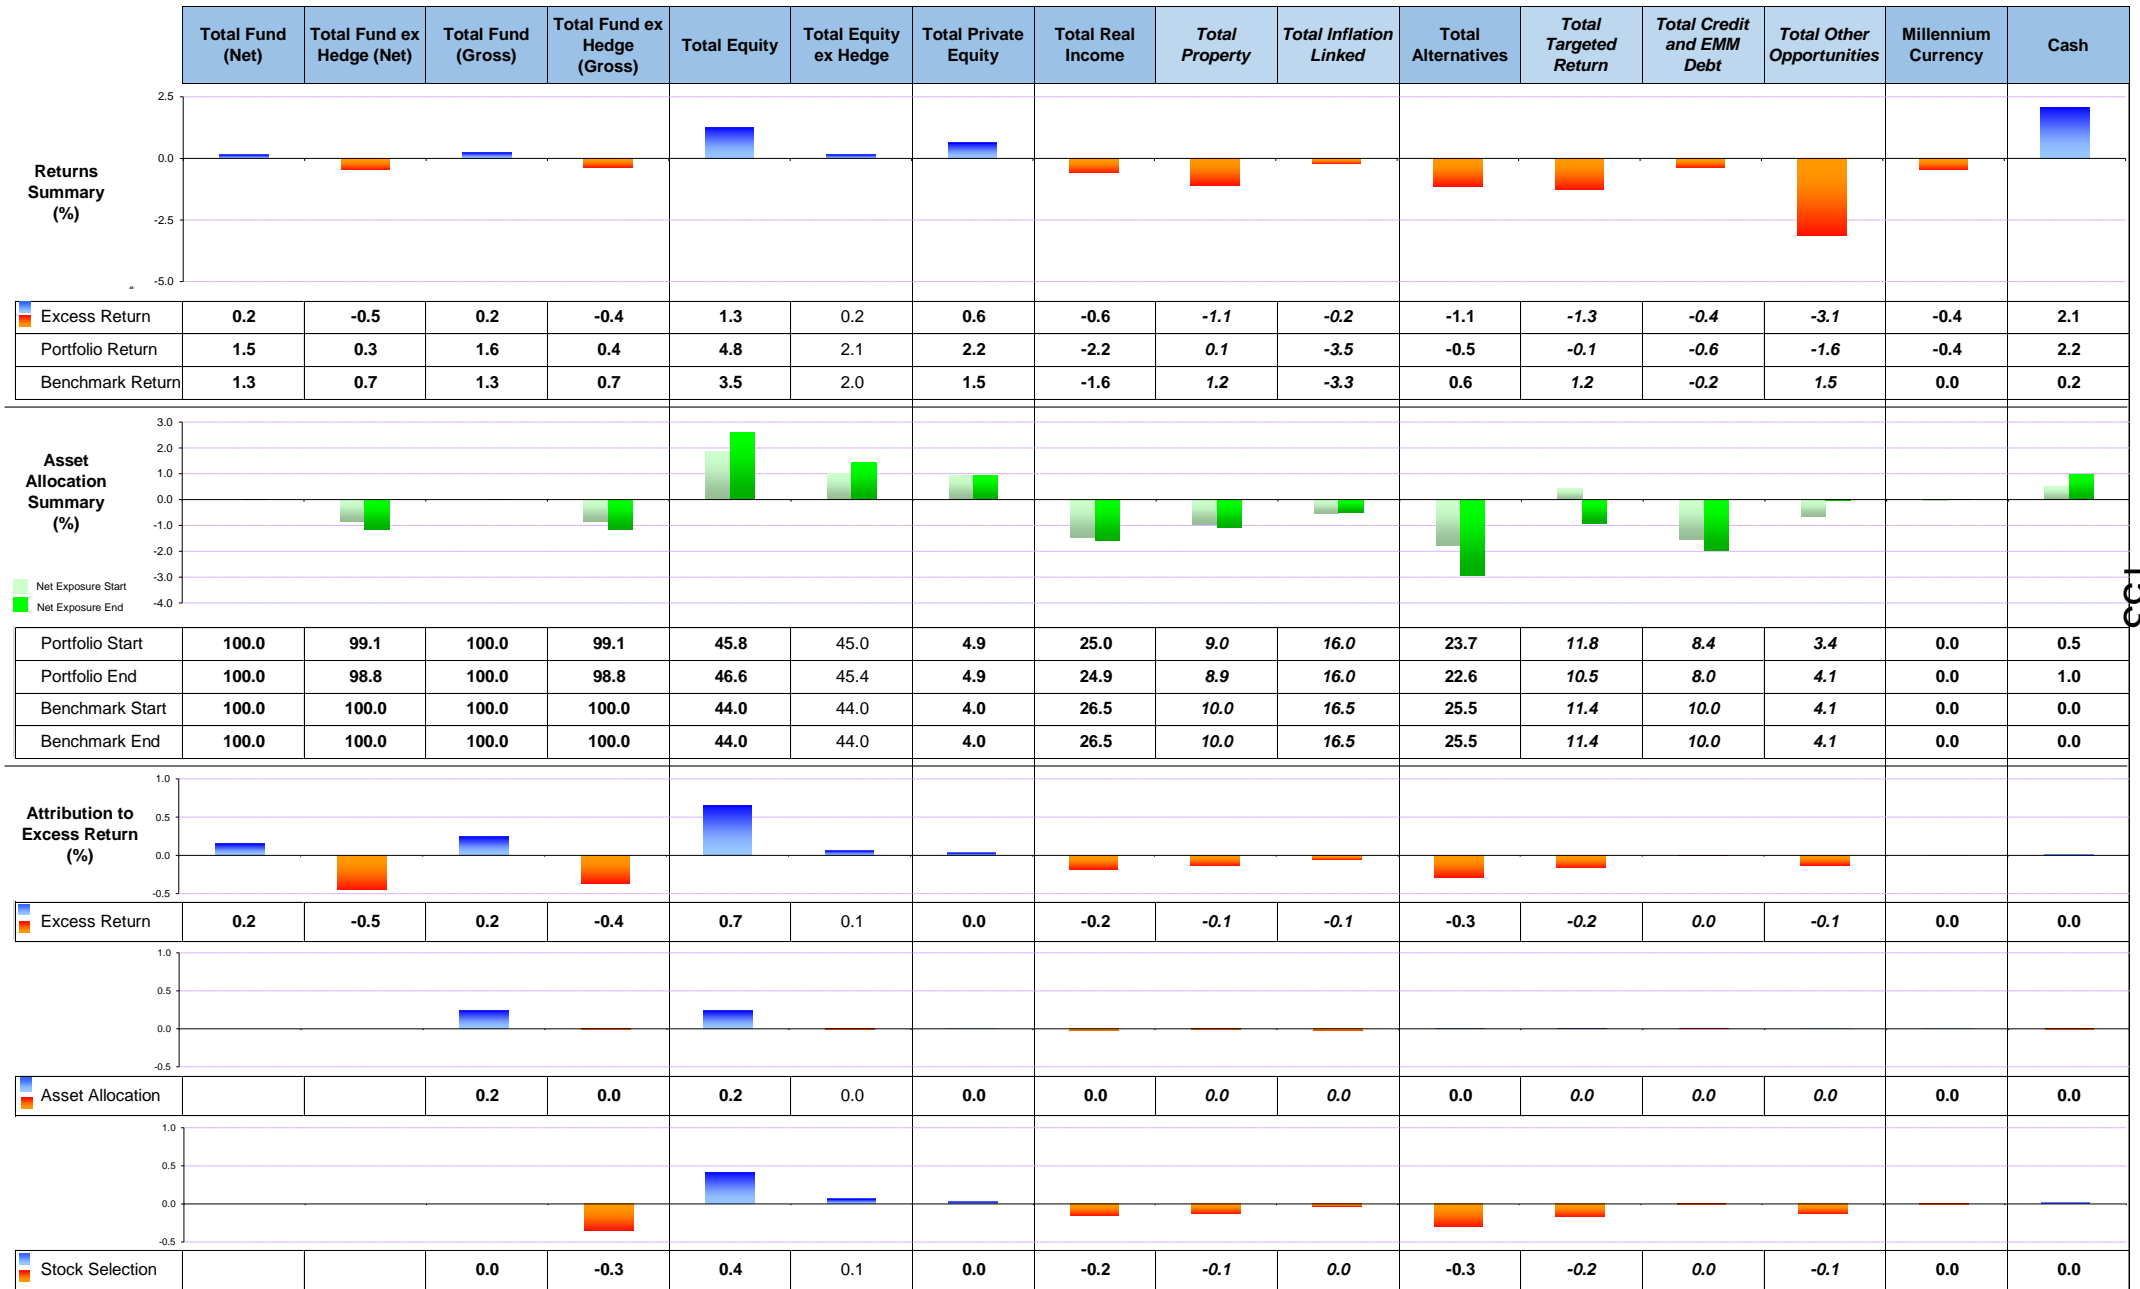 Total Fund (Net) Total Fund ex Hedge (Net) Total Fund (Gross) Total Fund ex Hedge (Gross) Total Equity Total Equity ex Hedge Total Private Equity Total Real Income Total Property Total Inflation Linked Total Alternatives Total Targeted Return Total Credit and EMM Debt Total Other Opportunities Millennium Currency Cash
Returns Summary (%)
2.5
0.0
-2.5
-5.0
Excess Return 0.2 -0.5 0.2 -0.4 1.3 0.2 0.6 -0.6 -1.1 -0.2 -1.1 -1.3 -0.4 -3.1 -0.4 2.1
Portfolio Return 1.5 0.3 1.6 0.4 4.8 2.1 2.2 -2.2 0.1 -3.5 -0.5 -0.1 -0.6 -1.6 -0.4 2.2
Benchmark Return 1.3 0.7 1.3 0.7 3.5 2.0 1.5 -1.6 1.2 -3.3 0.6 1.2 -0.2 1.5 0.0 0.2
Asset Allocation Summary (%)
3.0
2.0
1.0
0.0
-1.0
-2.0
-3.0
-4.0
Net Exposure Start
Net Exposure End
Portfolio Start 100.0 99.1 100.0 99.1 45.8 45.0 4.9 25.0 9.0 16.0 23.7 11.8 8.4 3.4 0.0 0.5
Portfolio End 100.0 98.8 100.0 98.8 46.6 45.4 4.9 24.9 8.9 16.0 22.6 10.5 8.0 4.1 0.0 1.0
Benchmark Start 100.0 100.0 100.0 100.0 44.0 44.0 4.0 26.5 10.0 16.5 25.5 11.4 10.0 4.1 0.0 0.0
Benchmark End 100.0 100.0 100.0 100.0 44.0 44.0 4.0 26.5 10.0 16.5 25.5 11.4 10.0 4.1 0.0 0.0
Attribution to Excess Return (%)
1.0
0.5
0.0
-0.5
Excess Return 0.2 -0.5 0.2 -0.4 0.7 0.1 0.0 -0.2 -0.1 -0.1 -0.3 -0.2 0.0 -0.1 0.0 0.0
1.0
0.5
0.0
-0.5
Asset Allocation 0.2 0.0 0.2 0.0 0.0 0.0 0.0 0.0 0.0 0.0 0.0 0.0 0.0 0.0
1.0
0.5
0.0
-0.5
Stock Selection 0.0 -0.3 0.4 0.1 0.0 -0.2 -0.1 0.0 -0.3 -0.2 0.0 -0.1 0.0 0.0